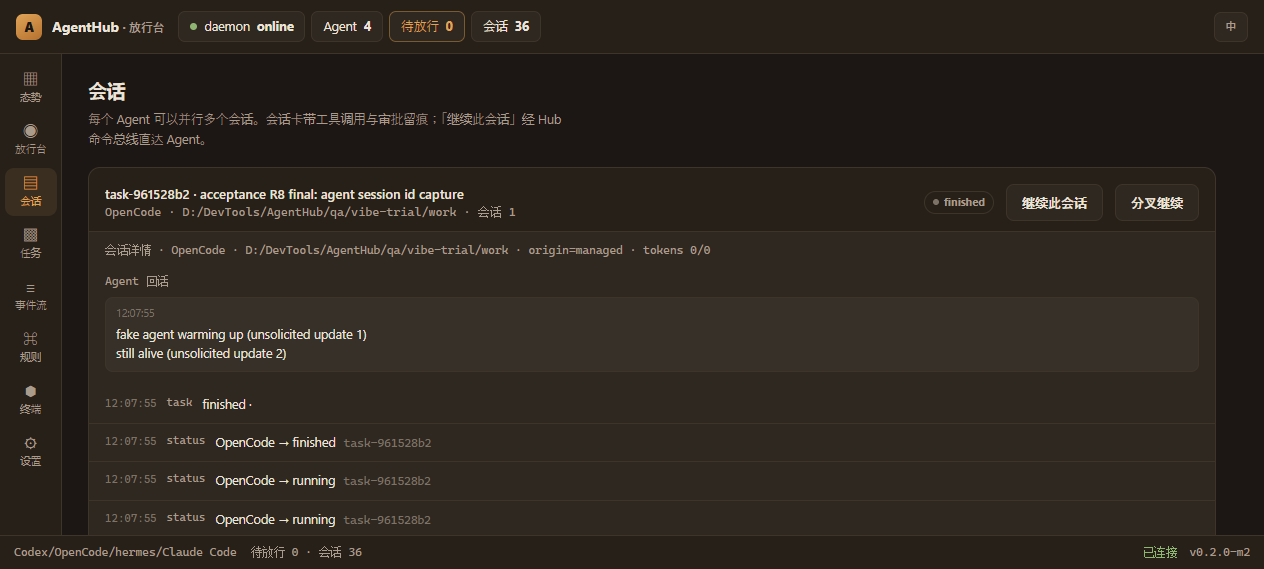 A AgentHub · 放行台 daemon online Agent 4 待放行 0 会话 36 中
态势
放行台
会话
任务
事件流
规则
终端
设置
会话
每个 Agent 可以并行多个会话。会话卡带工具调用与审批留痕；「继续此会话」经 Hub
命令总线直达 Agent。
task-961528b2 · acceptance R8 final: agent session id capture
OpenCode · D:/DevTools/AgentHub/qa/vibe-trial/work · 会话 1
finished 继续此会话 分叉继续
会话详情 · OpenCode · D:/DevTools/AgentHub/qa/vibe-trial/work · origin=managed · tokens 0/0
Agent 回话
12:07:55
fake agent warming up (unsolicited update 1)
still alive (unsolicited update 2)
12:07:55 task finished ·
12:07:55 status OpenCode → finished task-961528b2
12:07:55 status OpenCode → running task-961528b2
12:07:55 status OpenCode → running task-961528b2
Codex/OpenCode/hermes/Claude Code 待放行 0 · 会话 36 已连接 v0.2.0-m2